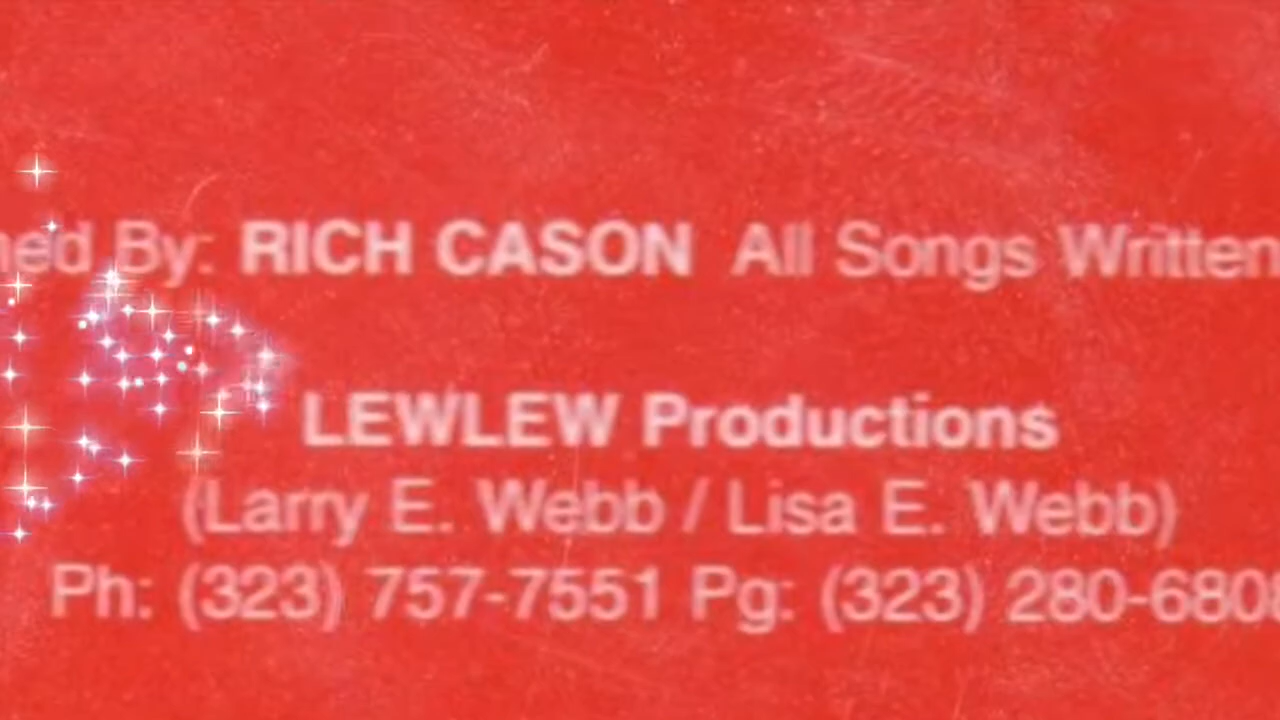 ned By: RICH CASON All Songs Written
LEWLEW Productions
(Larry E. Webb / Lisa E. Webb)
Ph: (323) 757-7551 Pg: (323) 280-6808